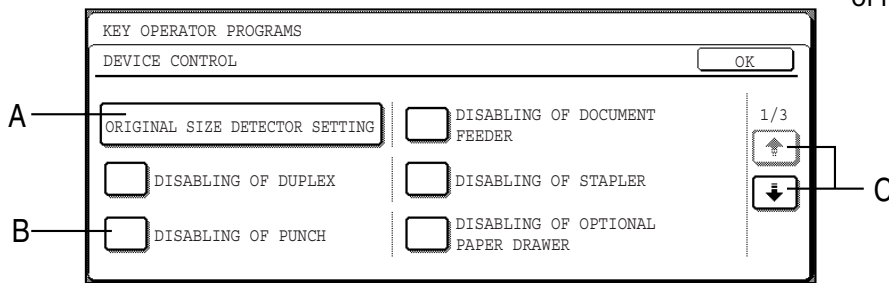 KEY OPERATOR PROGRAMS
DEVICE CONTROL
OK
A
ORIGINAL SIZE DETECTOR SETTING
DISABLING OF DOCUMENT
FEEDER
1/3
DISABLING OF DUPLEX
DISABLING OF STAPLER
C
B
DISABLING OF PUNCH
DISABLING OF OPTIONAL
PAPER DRAWER